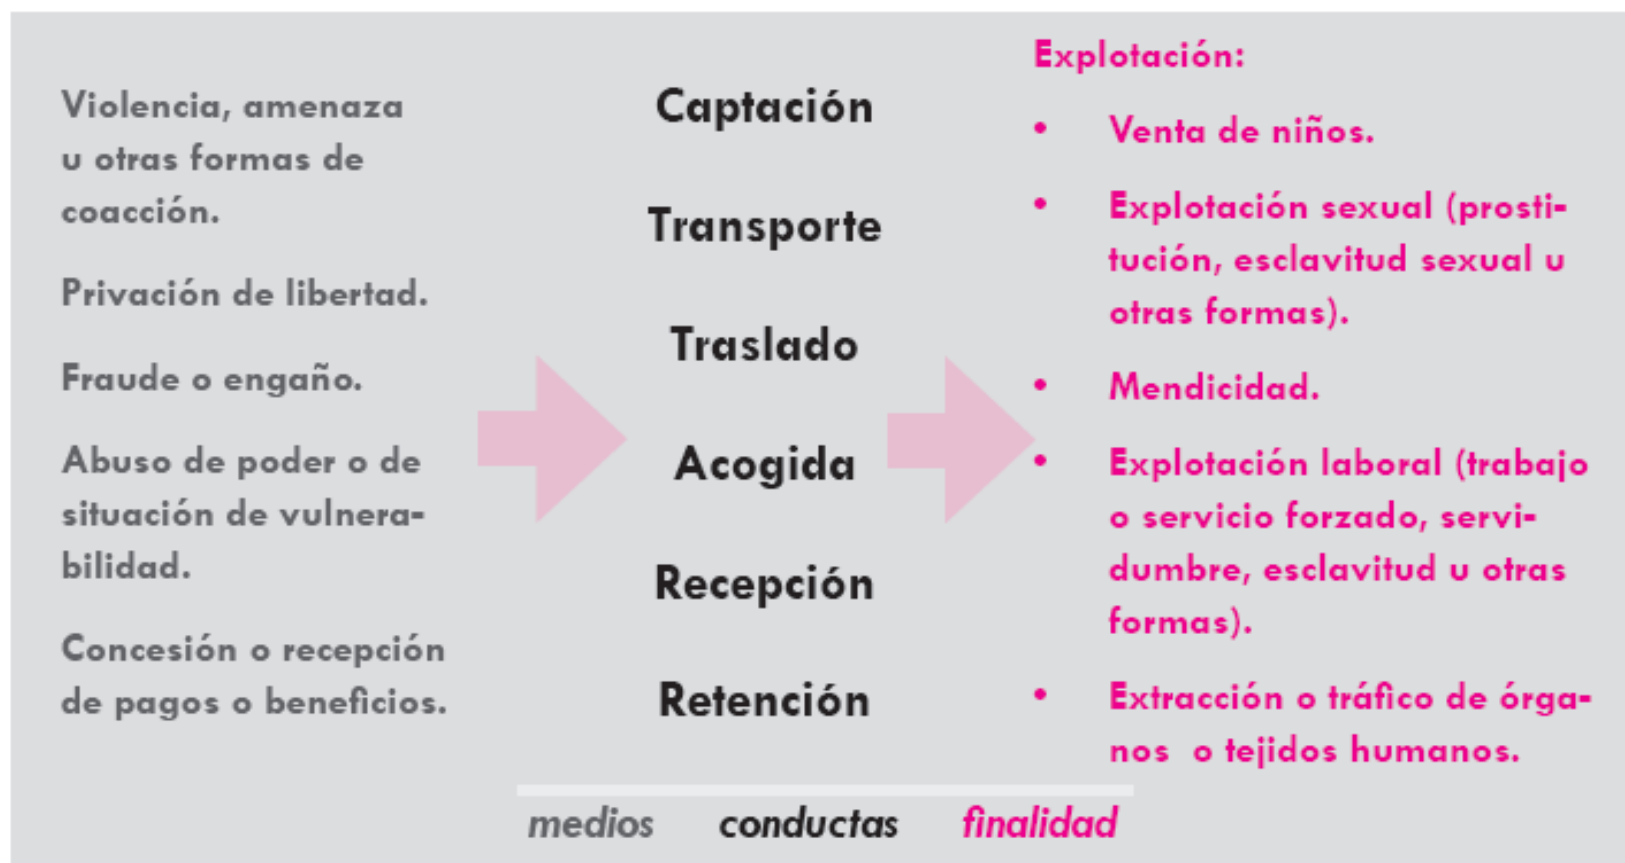 Violencia, amenaza
u otras formas de
coacción.
Privación de libertad.
Fraude o engaño.
Abuso de poder o de
situación de vulnera-
bilidad.
Concesión o recepción
de pagos o beneficios.
Captación
Transporte
Traslado
Acogida
Recepción
Retención
Explotación:
• Venta de niños.
• Explotación sexual (prosti-
tución, esclavitud sexual u
otras formas).
• Mendicidad.
• Explotación laboral (trabajo
o servicio forzado, servi-
dumbre, esclavitud u otras
formas).
• Extracción o tráfico de órga-
nos o tejidos humanos.
medios conductas finalidad